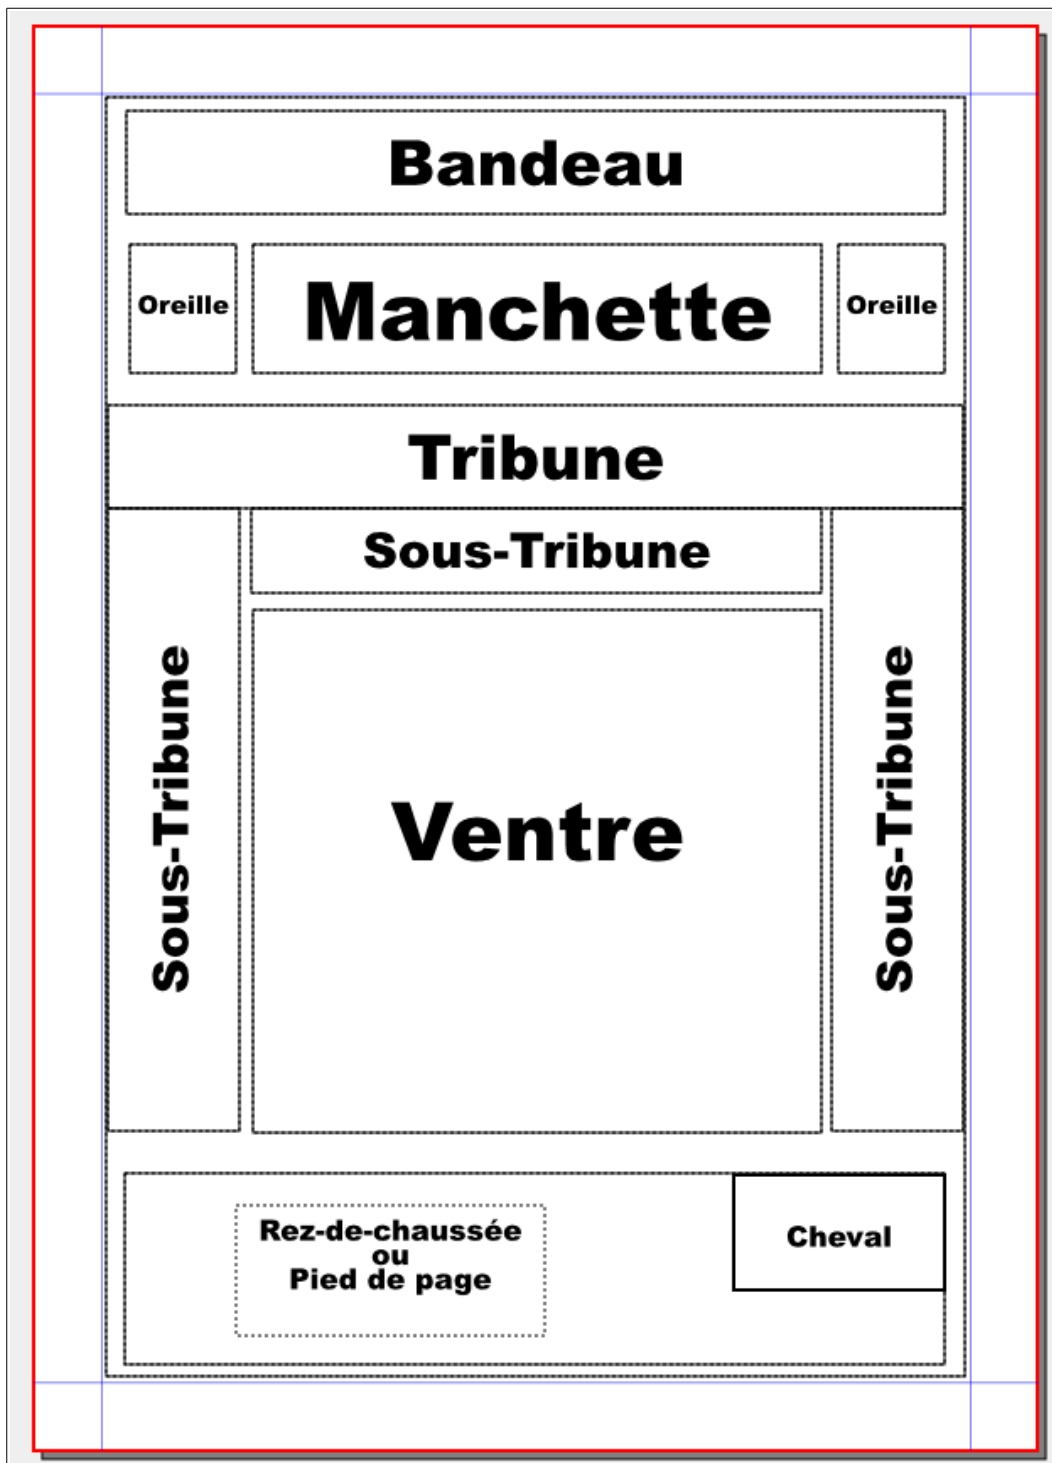 Bandeau
Oreille
Manchette
Oreille
Tribune
Sous-Tribune
Sous-Tribune
Ventre
Sous-Tribune
Rez-de-chaussée
ou
Pied de page
Cheval